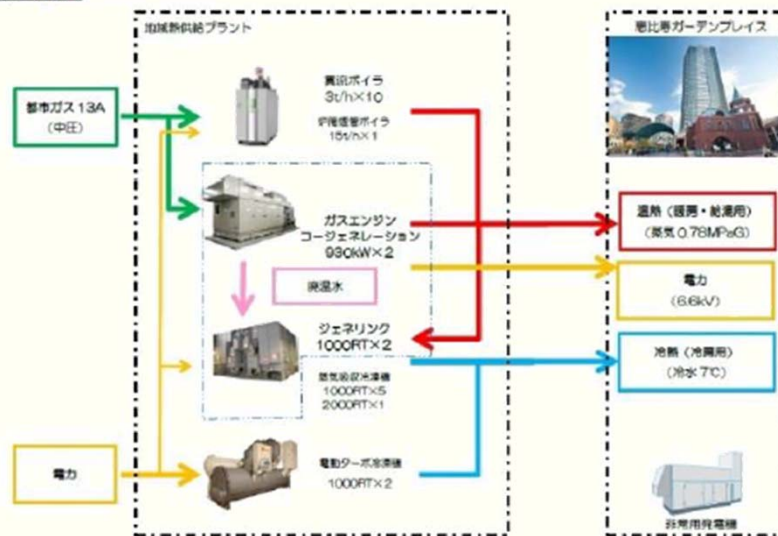 地域熱供給プラント
恵比寿ガーデンプレイス
都市ガス13A
(中圧)
貫流ボイラ
3t/h×10
炉筒煙管ボイラ
15t/h×1
ガスエンジン
コージェネレーション
930kW×2
廃温水
ジェネリンク
1000RT×2
蒸気吸収冷凍機
1000RT×5
2000RT×1
電力
電動ターボ冷凍機
1000RT×2
温熱(暖房・給湯用)
(蒸気0.78MPaG)
電力
(6.6kV)
冷熱(冷房用)
(冷水7℃)
非常用発電機